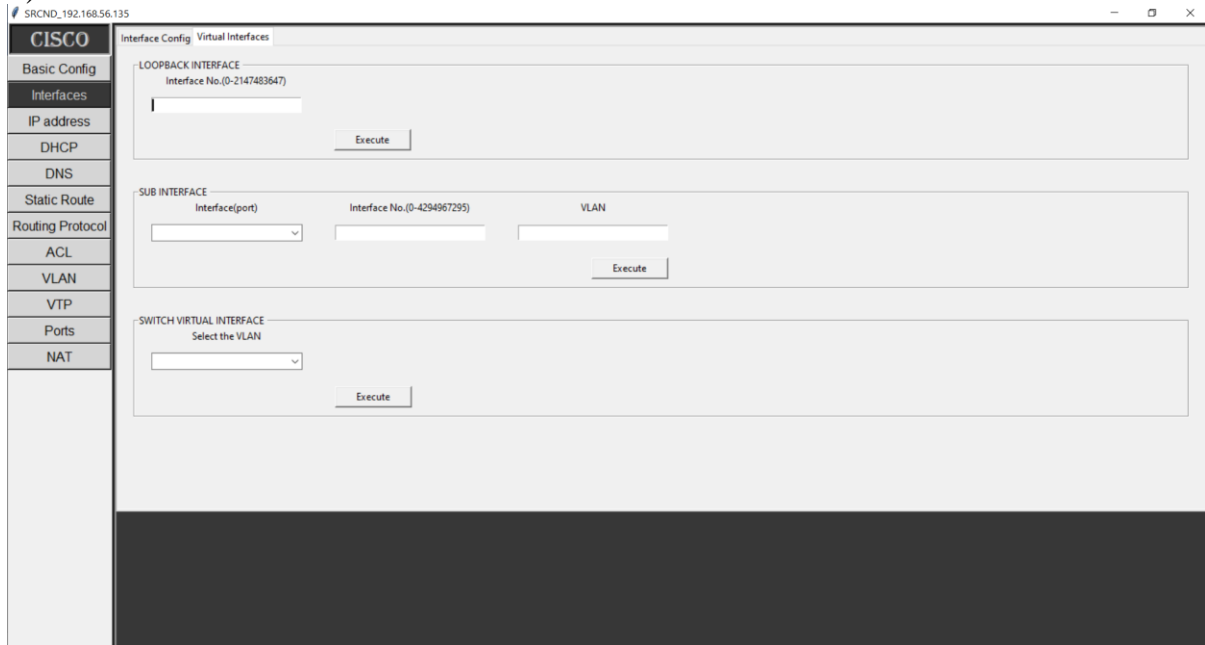 SRCND_192.168.56.135
CISCO
Basic Config
Interfaces
IP address
DHCP
DNS
Static Route
Routing Protocol
ACL
VLAN
VTP
Ports
NAT
Interface Config Virtual Interfaces
LOOPBACK INTERFACE
Interface No.(0-2147483647)
Execute
SUB INTERFACE
Interface(port) Interface No.(0-4294967295) VLAN
Execute
SWITCH VIRTUAL INTERFACE
Select the VLAN
Execute